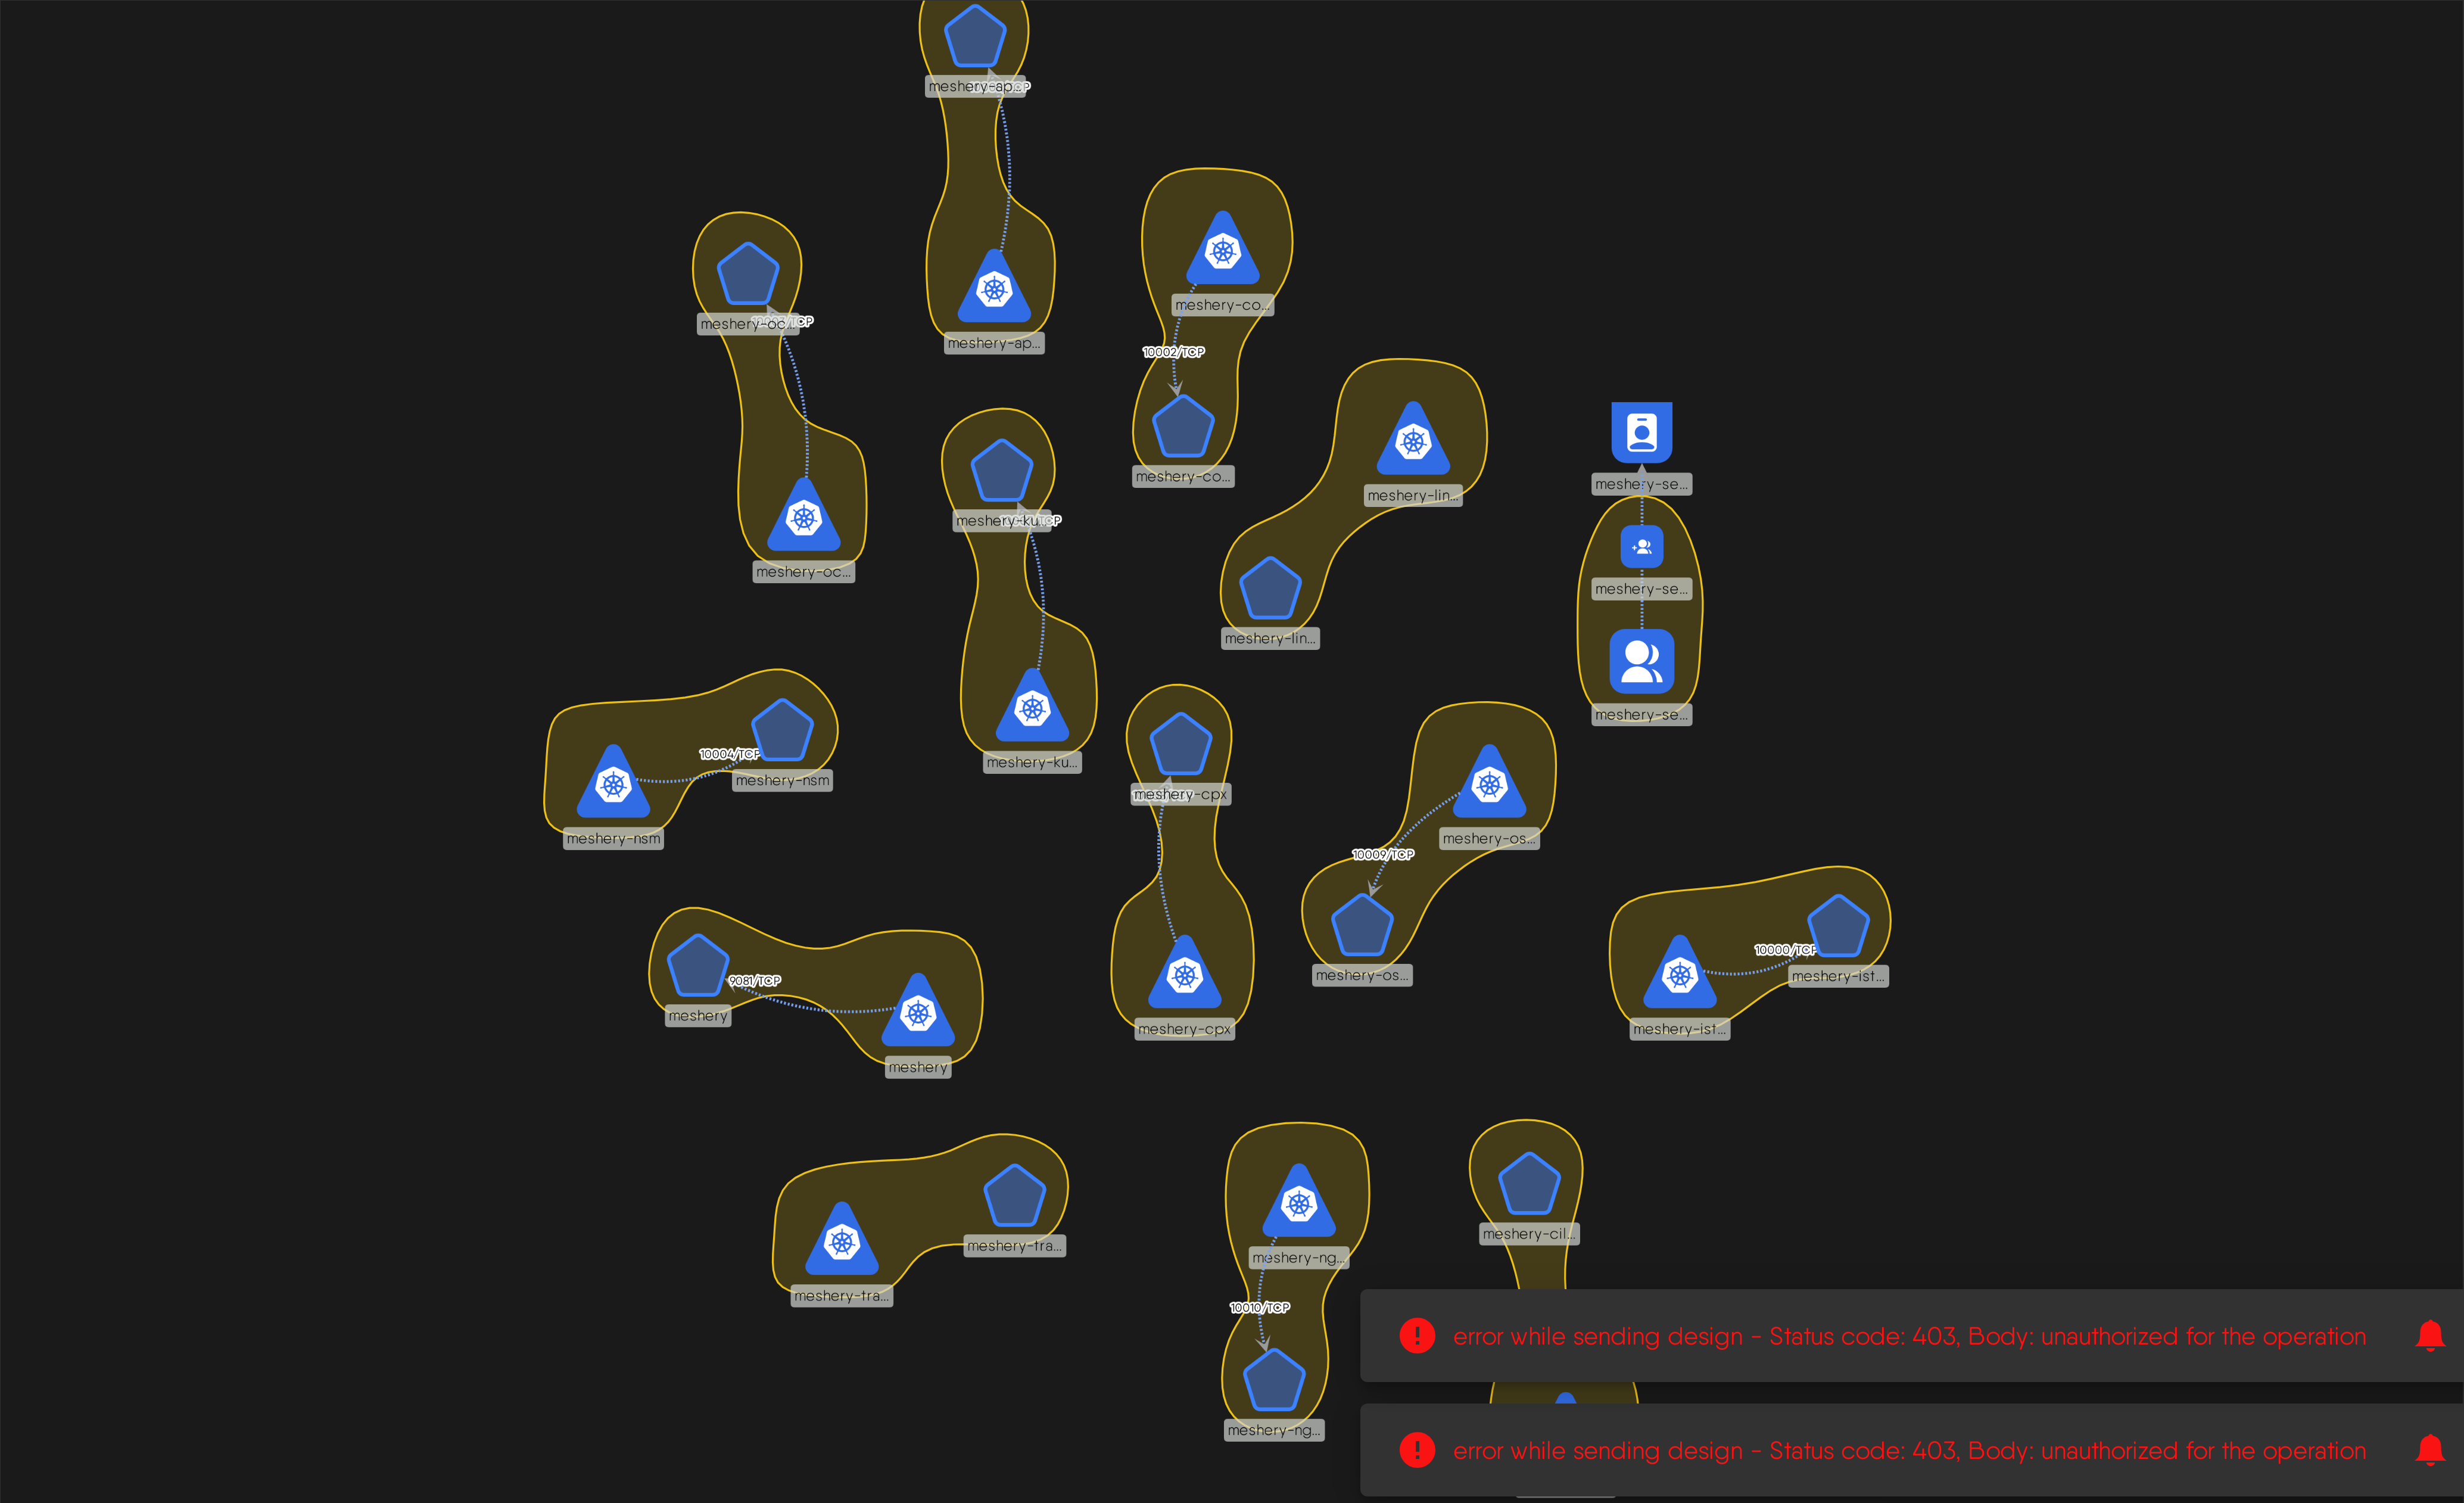 meshery-ap...
meshery-ap...
meshery-co...
10002/TCP
meshery-co...
meshery-oc...
meshery-oc...
meshery-ku...
meshery-ku...
meshery-lin...
meshery-lin...
meshery-se...
meshery-se...
meshery-se...
10004/TCP
meshery-nsm
meshery-nsm
meshery-cpx
meshery-cpx
meshery-os...
10009/TCP
meshery-os...
10000/TCP
meshery-ist...
meshery-ist...
9081/TCP
meshery
meshery
meshery-tra...
meshery-tra...
meshery-ng...
10010/TCP
meshery-ng...
meshery-cil...
error while sending design - Status code: 403, Body: unauthorized for the operation
error while sending design - Status code: 403, Body: unauthorized for the operation